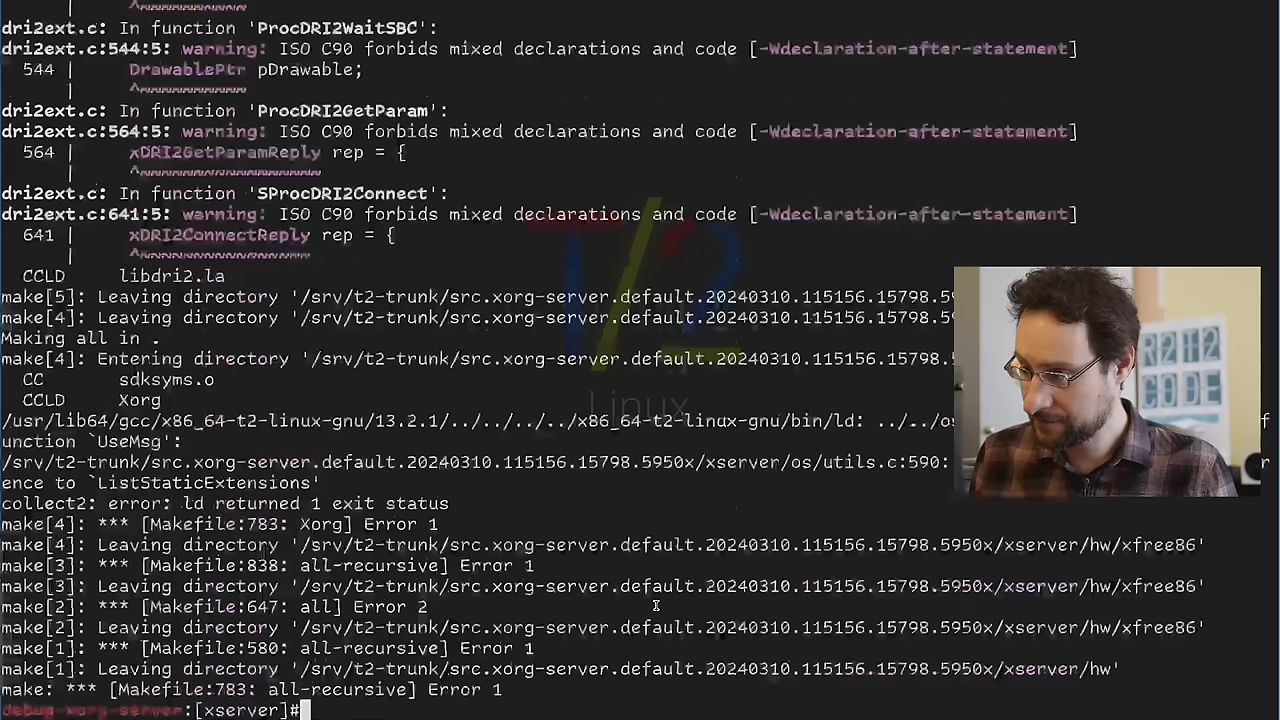 dri2ext.c: In function 'ProcDRI2WaitSBC':
dri2ext.c:544:5: warning: ISO C90 forbids mixed declarations and code [-Wdeclaration-after-statement]
544 | DrawablePtr pDrawable;
| ^~~~~~~~~~~
dri2ext.c: In function 'ProcDRI2GetParam':
dri2ext.c:564:5: warning: ISO C90 forbids mixed declarations and code [-Wdeclaration-after-statement]
564 | xDRI2GetParamReply rep = {
| ^~~~~~~~~~~~~~~~~~
dri2ext.c: In function 'SProcDRI2Connect':
dri2ext.c:641:5: warning: ISO C90 forbids mixed declarations and code [-Wdeclaration-after-statement]
641 | xDRI2ConnectReply rep = {
| ^~~~~~~~~~~~~~~~~
CCLD libdri2.la
make[5]: Leaving directory '/srv/t2-trunk/src.xorg-server.default.20240310.115156.15798.5
make[4]: Leaving directory '/srv/t2-trunk/src.xorg-server.default.20240310.115156.15798.5
Making all in .
make[4]: Entering directory '/srv/t2-trunk/src.xorg-server.default.20240310.115156.15798.5
CC sdksyms.o
CCLD Xorg
/usr/lib64/gcc/x86_64-t2-linux-gnu/13.2.1/../../../../x86_64-t2-linux-gnu/bin/ld: ../../os f
unction `UseMsg':
/srv/t2-trunk/src.xorg-server.default.20240310.115156.15798.5950x/xserver/os/utils.c:590:
ence to `ListStaticExtensions'
collect2: error: ld returned 1 exit status
make[4]: *** [Makefile:783: Xorg] Error 1
make[4]: Leaving directory '/srv/t2-trunk/src.xorg-server.default.20240310.115156.15798.5950x/xserver/hw/xfree86'
make[3]: *** [Makefile:838: all-recursive] Error 1
make[3]: Leaving directory '/srv/t2-trunk/src.xorg-server.default.20240310.115156.15798.5950x/xserver/hw/xfree86'
make[2]: *** [Makefile:647: all] Error 2
make[2]: Leaving directory '/srv/t2-trunk/src.xorg-server.default.20240310.115156.15798.5950x/xserver/hw/xfree86'
make[1]: *** [Makefile:580: all-recursive] Error 1
make[1]: Leaving directory '/srv/t2-trunk/src.xorg-server.default.20240310.115156.15798.5950x/xserver/hw'
make: *** [Makefile:783: all-recursive] Error 1
debug-xorg-server:[xserver]#
T/2
Linux
R2T2
CODE